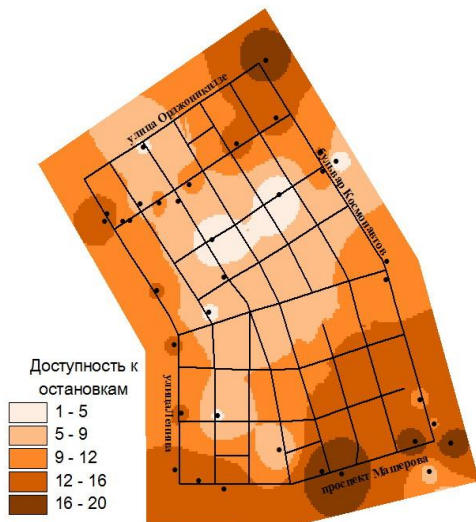 улица Орджоникидзе
бульвар Космонавтов
Доступность к
остановкам
1 - 5
5 - 9
9 - 12
12 - 16
16 - 20
улица Ленина
проспект Машерова